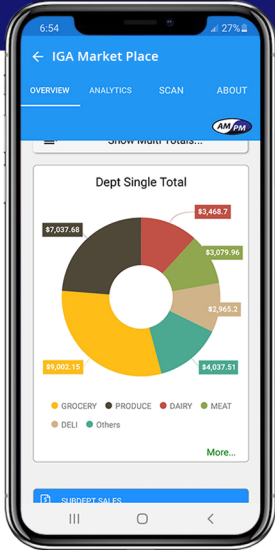 6:54 27%
IGA Market Place
OVERVIEW ANALYTICS SCAN ABOUT
AM PM
Show Multi Totals...
Dept Single Total
$3,468.7
$7,037.68
$3,079.96
$2,965.2
$9,002.15
$4,037.51
GROCERY PRODUCE DAIRY MEAT
DELI Others
More...
SUBDEPT SALES